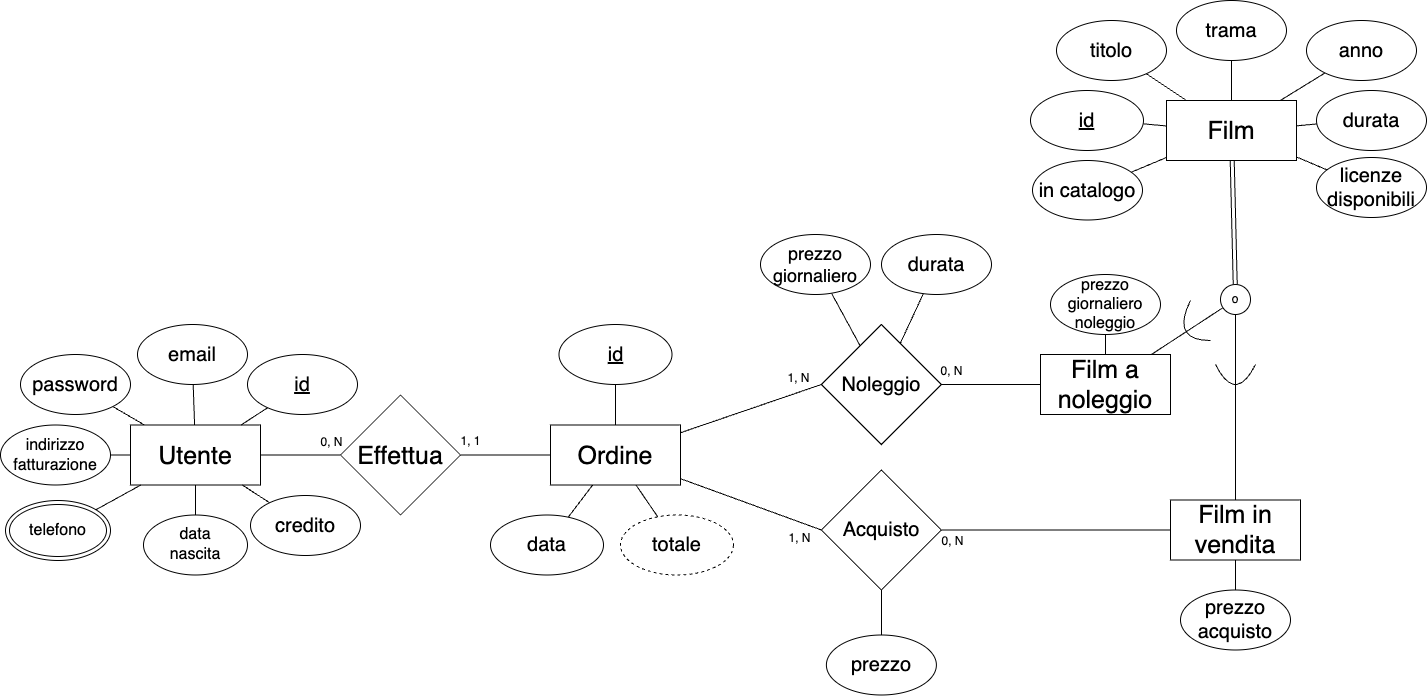 trama
titolo
anno
id
Film
durata
in catalogo
licenze
disponibili
prezzo
giornaliero
durata
prezzo
giornaliero
noleggio
o
email
id
password
id
1, N
Noleggio
0, N
Film a
noleggio
indirizzo
fatturazione
Utente
0, N
Effettua
1, 1
Ordine
telefono
data
nascita
credito
data
totale
1, N
Acquisto
0, N
Film in
vendita
prezzo
acquisto
prezzo